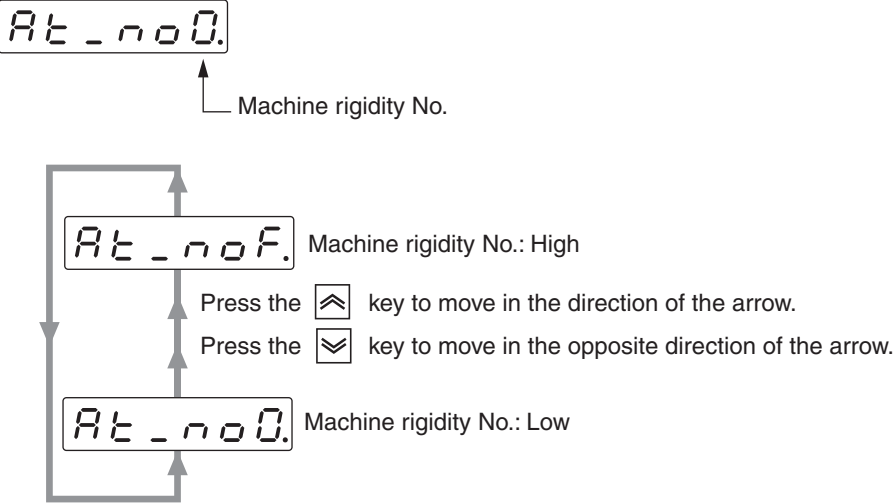 At_no0.
Machine rigidity No.
At_noF. Machine rigidity No.: High
Press the key to move in the direction of the arrow.
Press the key to move in the opposite direction of the arrow.
At_no0. Machine rigidity No.: Low